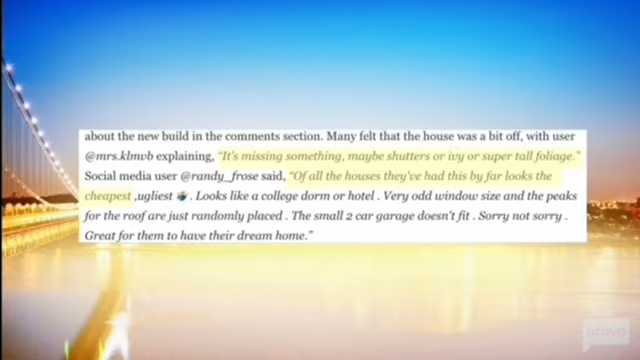 about the new build in the comments section. Many felt that the house was a bit off, with user
@mrs.klmvb explaining, “It’s missing something, maybe shutters or ivy or super tall foliage.”
Social media user @randy_frose said, “Of all the houses they’ve had this by far looks the
cheapest ,ugliest 🤷🏻‍♀️. Looks like a college dorm or hotel . Very odd window size and the peaks
for the roof are just randomly placed . The small 2 car garage doesn’t fit . Sorry not sorry .
Great for them to have their dream home.”
bravo